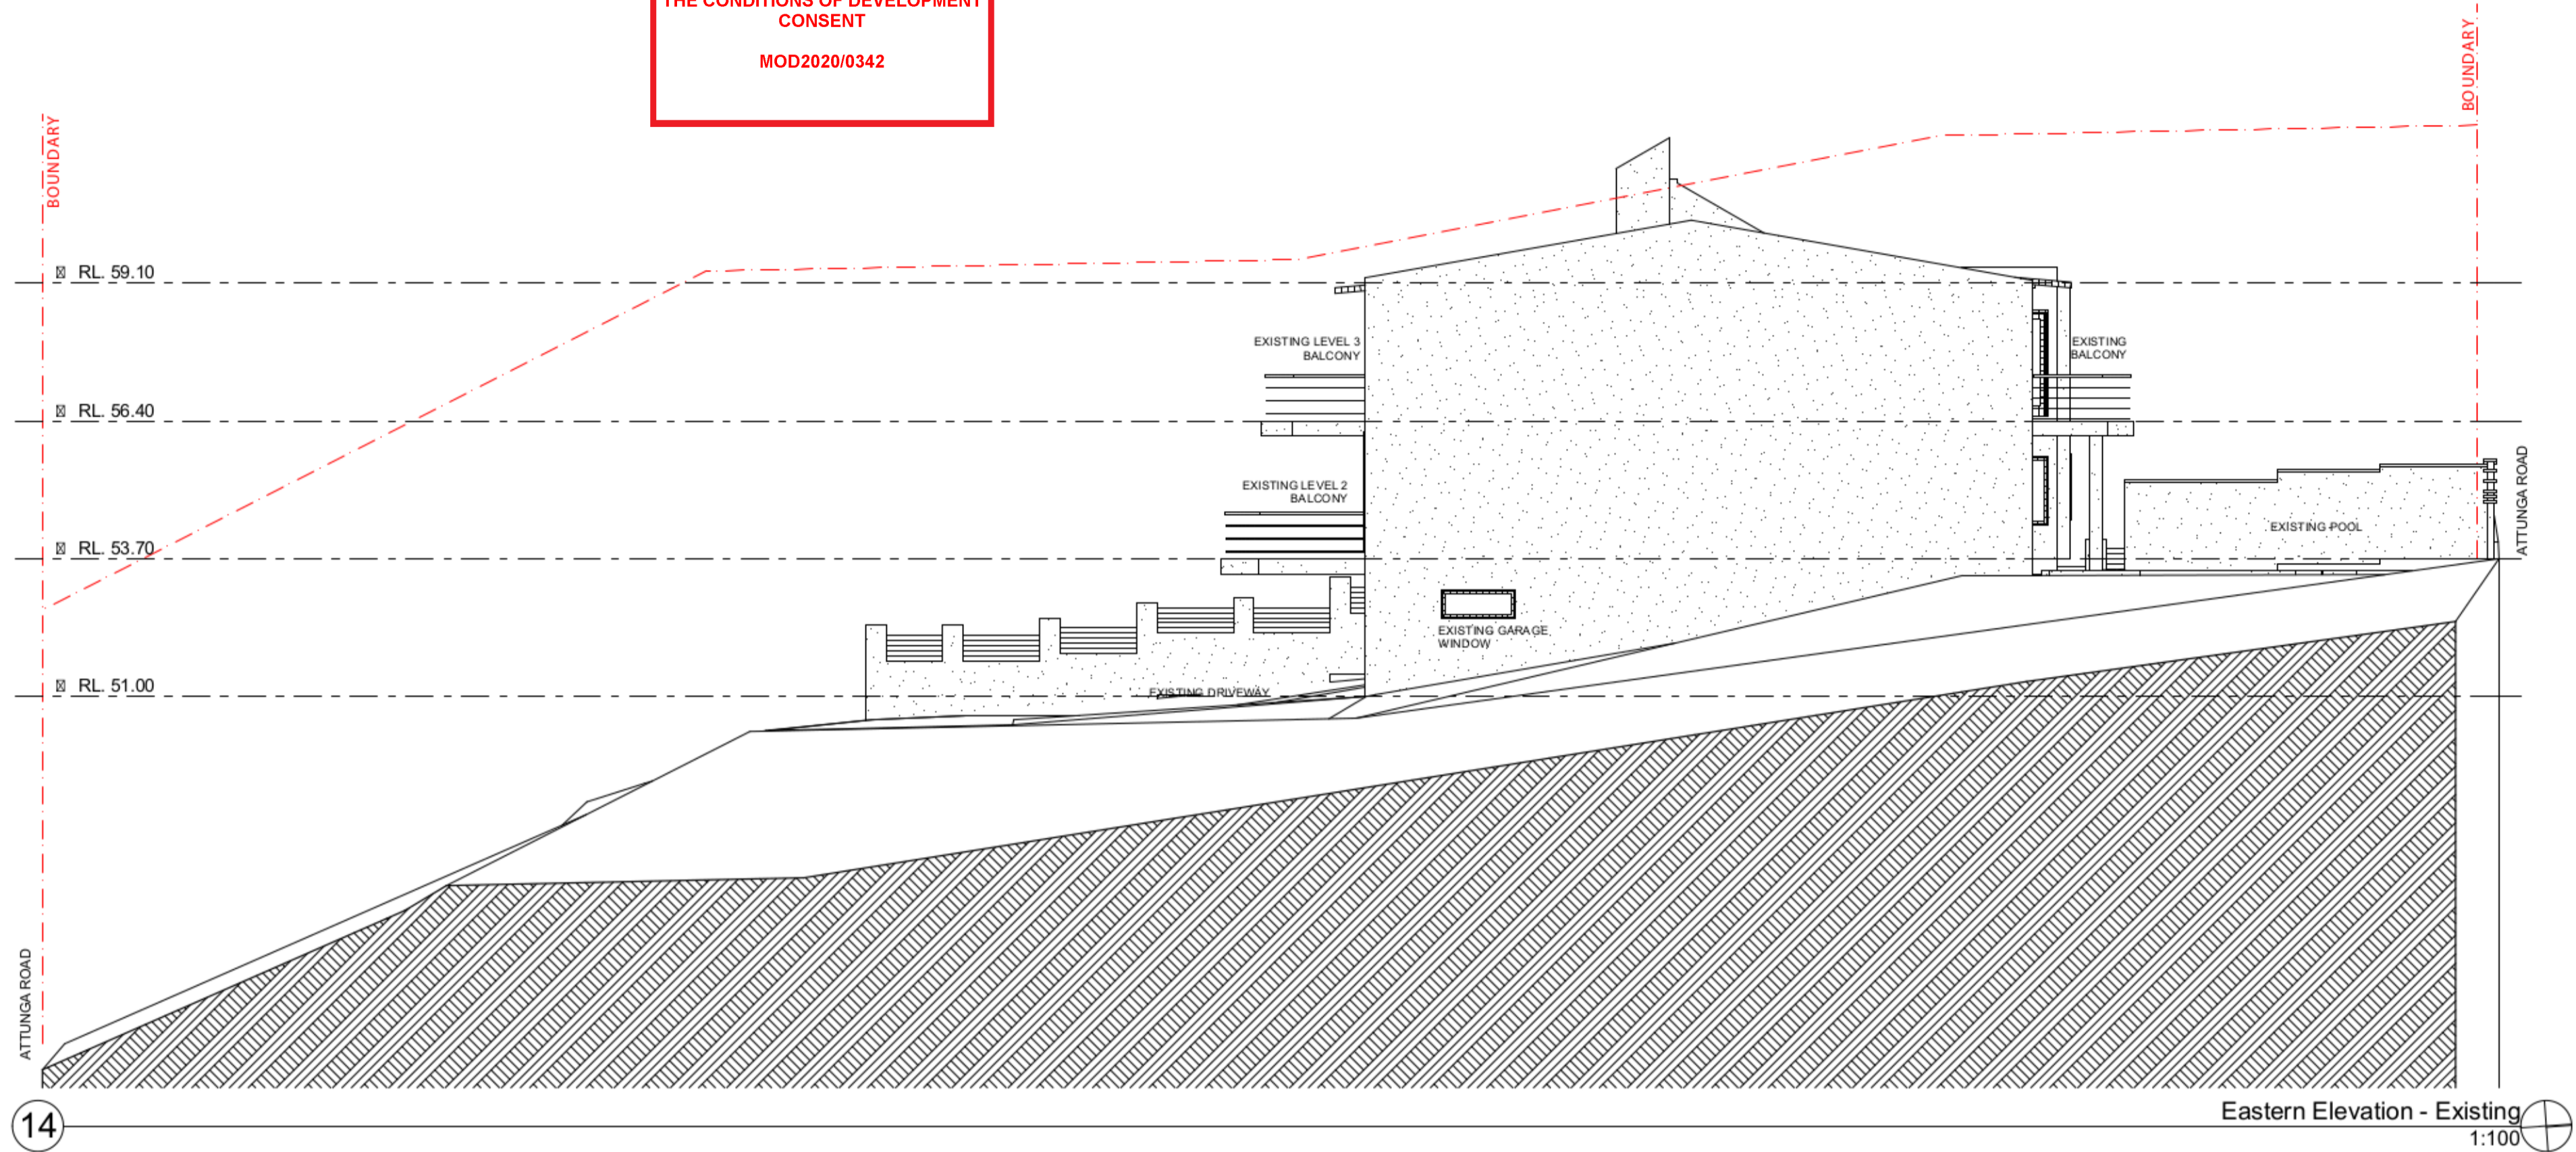 THE CONDITIONS OF DEVELOPMENT
CONSENT
MOD2020/0342
BOUNDARY
BOUNDARY
RL. 59.10
EXISTING LEVEL 3
BALCONY
EXISTING
BALCONY
RL. 56.40
EXISTING LEVEL 2
BALCONY
ATTUNGA ROAD
EXISTING POOL
RL. 53.70
EXISTING GARAGE
WINDOW
RL. 51.00
EXISTING DRIVEWAY
ATTUNGA ROAD
14
Eastern Elevation - Existing
1:100